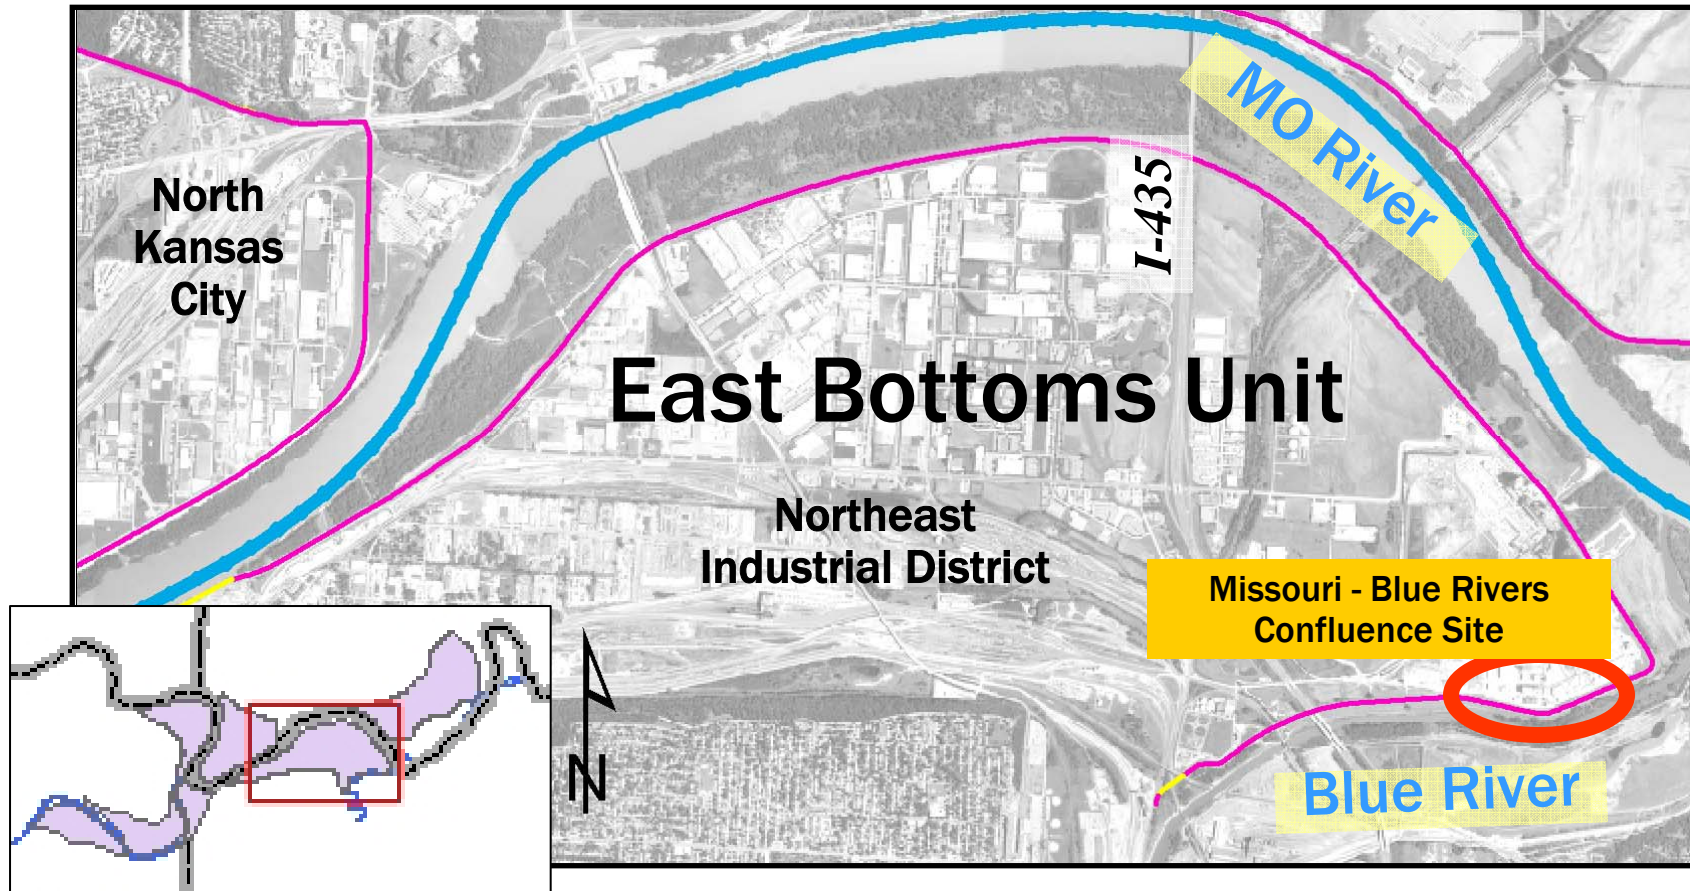 MO River
I-435
North
Kansas
City
East Bottoms Unit
Northeast
Industrial District
Missouri - Blue Rivers
Confluence Site
Blue River
N